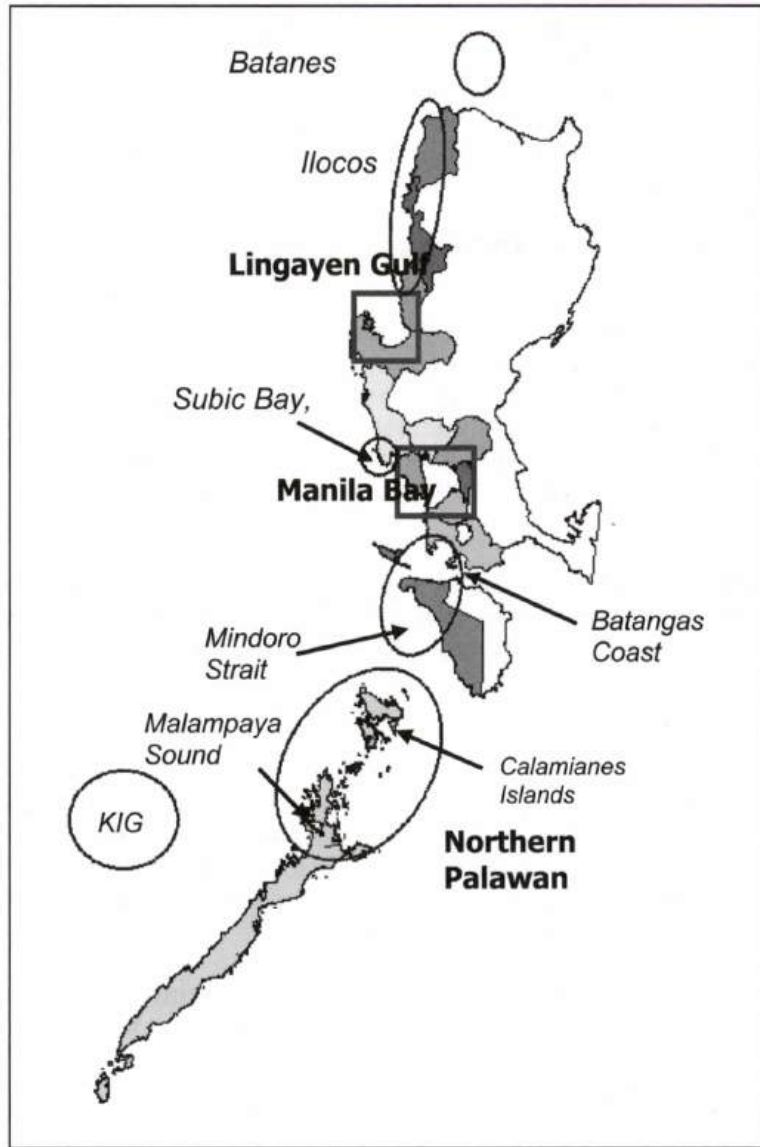 Batanes
Ilocos
Lingayen Gulf
Subic Bay,
Manila Bay
Batangas
Coast
Mindoro
Strait
Malampaya
Sound
Calamianes
Islands
KIG
Northern
Palawan